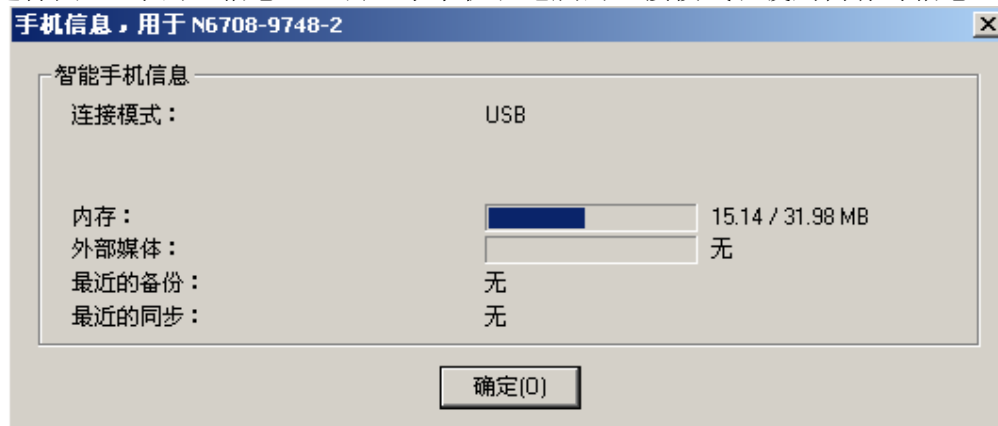 手机信息，用于 N6708-9748-2
智能手机信息
连接模式： USB
内存： 15.14 / 31.98 MB
外部媒体： 无
最近的备份： 无
最近的同步： 无
确定(O)